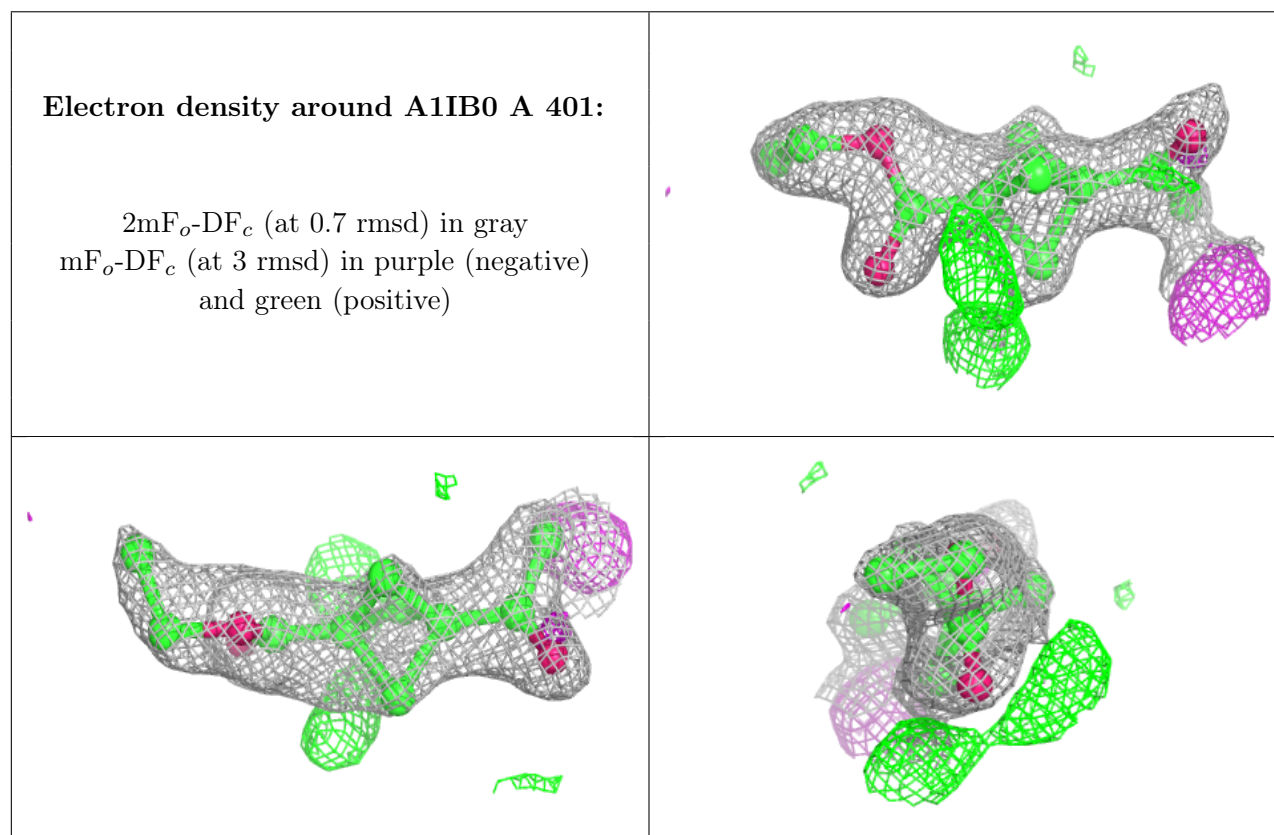 Electron density around A1IB0 A 401:
2mFₒ-DF𝑐 (at 0.7 rmsd) in gray
mFₒ-DF𝑐 (at 3 rmsd) in purple (negative)
and green (positive)